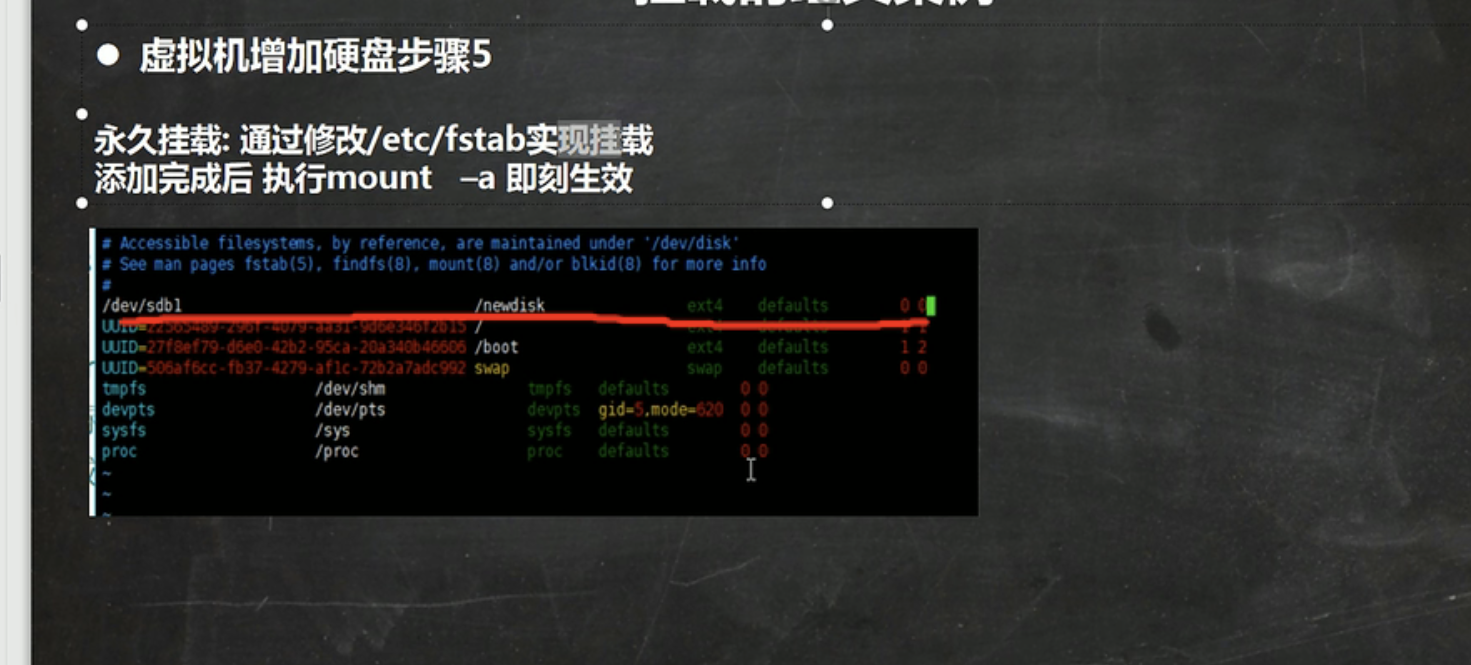 虚拟机增加硬盘步骤5
永久挂载: 通过修改/etc/fstab实现挂载
添加完成后 执行mount –a 即刻生效
# Accessible filesystems, by reference, are maintained under '/dev/disk'
# See man pages fstab(5), findfs(8), mount(8) and/or blkid(8) for more info
#
/dev/sdb1 /newdisk ext4 defaults 0 0
/ ext4 defaults 1 1
UUID=27f8ef79-d6e0-42b2-95ca-20a340b46606 /boot ext4 defaults 1 2
UUID=506af6cc-fb37-4279-af1c-72b2a7adc992 swap swap defaults 0 0
tmpfs /dev/shm tmpfs defaults 0 0
devpts /dev/pts devpts gid=5,mode=620 0 0
sysfs /sys sysfs defaults 0 0
proc /proc proc defaults 0 0
~
~
~